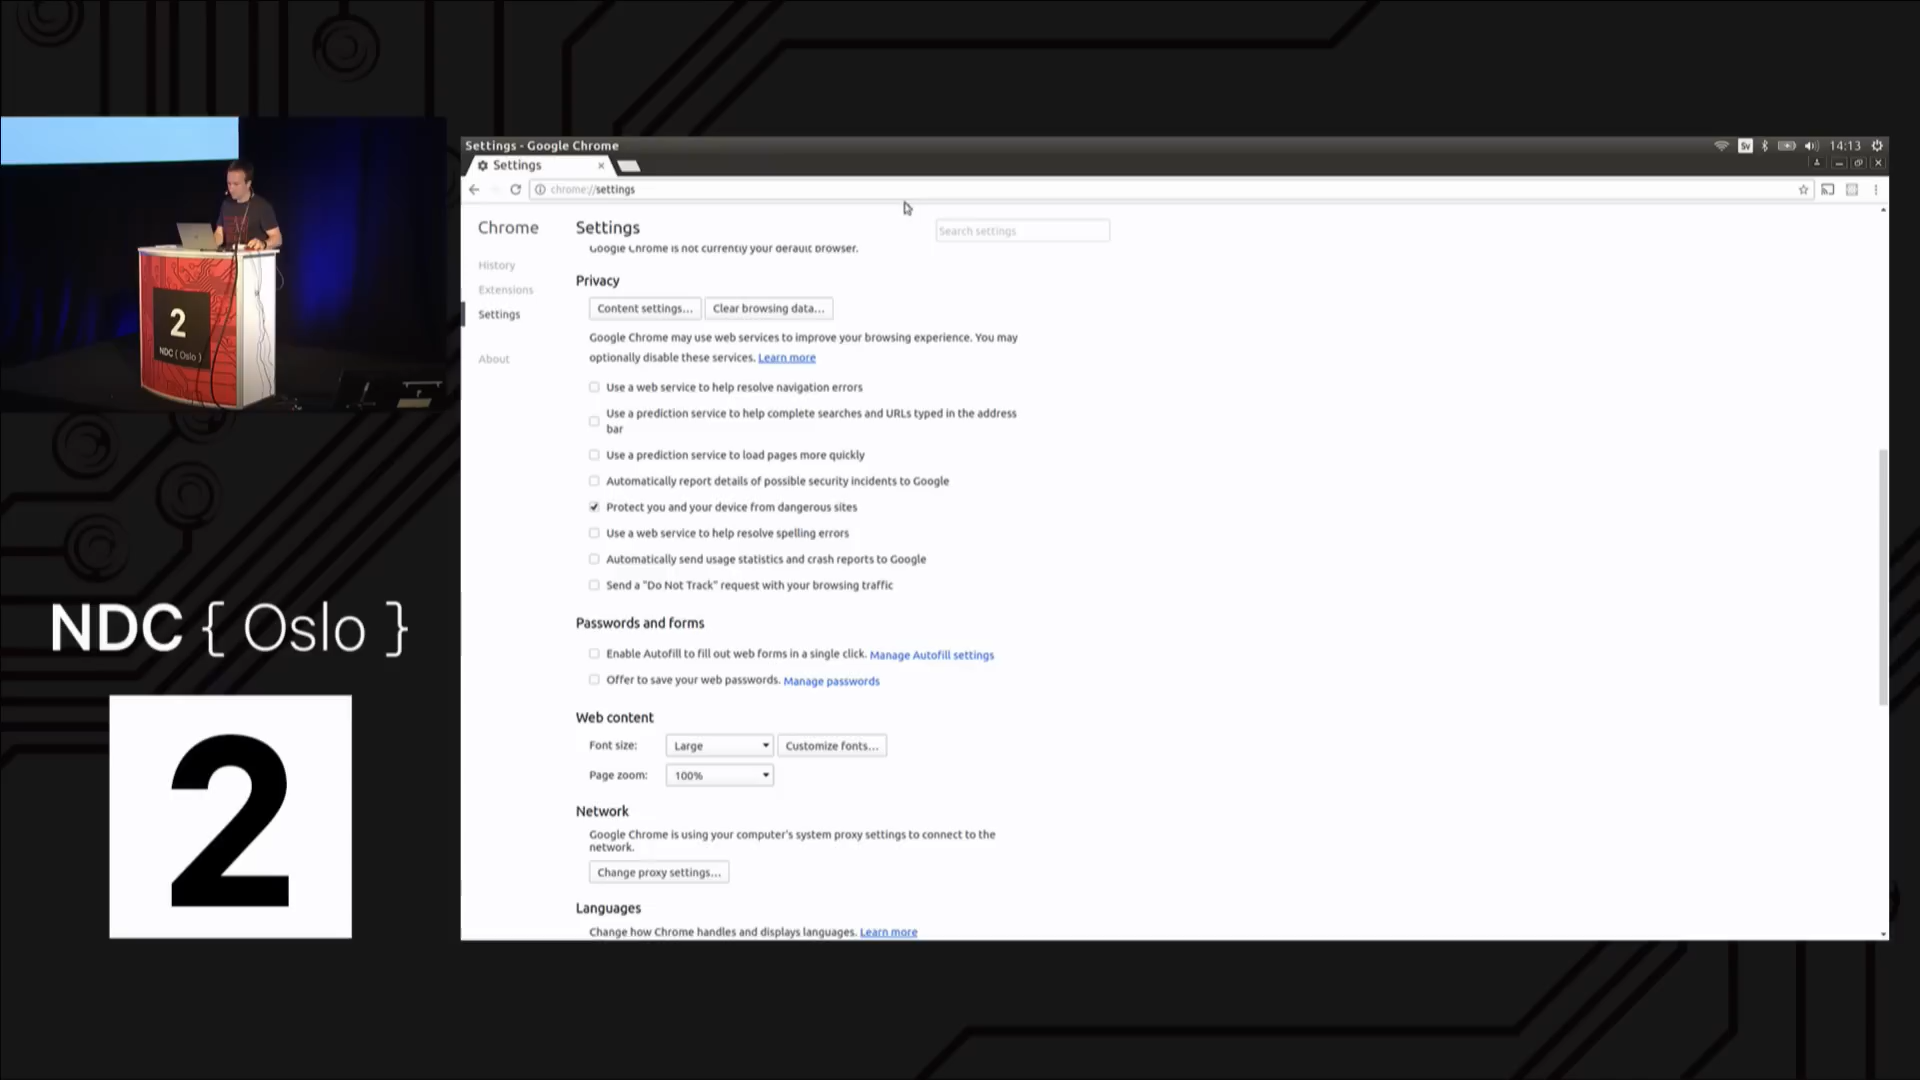 Settings - Google Chrome
Sv
14:13
Settings
chrome://settings
Chrome
Settings
Search settings
Google Chrome is not currently your default browser.
History
Extensions
Settings
About
Privacy
Content settings...
Clear browsing data...
Google Chrome may use web services to improve your browsing experience. You may
optionally disable these services. Learn more
Use a web service to help resolve navigation errors
Use a prediction service to help complete searches and URLs typed in the address
bar
Use a prediction service to load pages more quickly
Automatically report details of possible security incidents to Google
Protect you and your device from dangerous sites
Use a web service to help resolve spelling errors
Automatically send usage statistics and crash reports to Google
Send a "Do Not Track" request with your browsing traffic
Passwords and forms
Enable Autofill to fill out web forms in a single click. Manage Autofill settings
Offer to save your web passwords. Manage passwords
Web content
Font size: Large Customize fonts...
Page zoom: 100%
Network
Google Chrome is using your computer's system proxy settings to connect to the
network.
Change proxy settings...
Languages
Change how Chrome handles and displays languages. Learn more
2
NDC { Oslo }
NDC { Oslo }
2